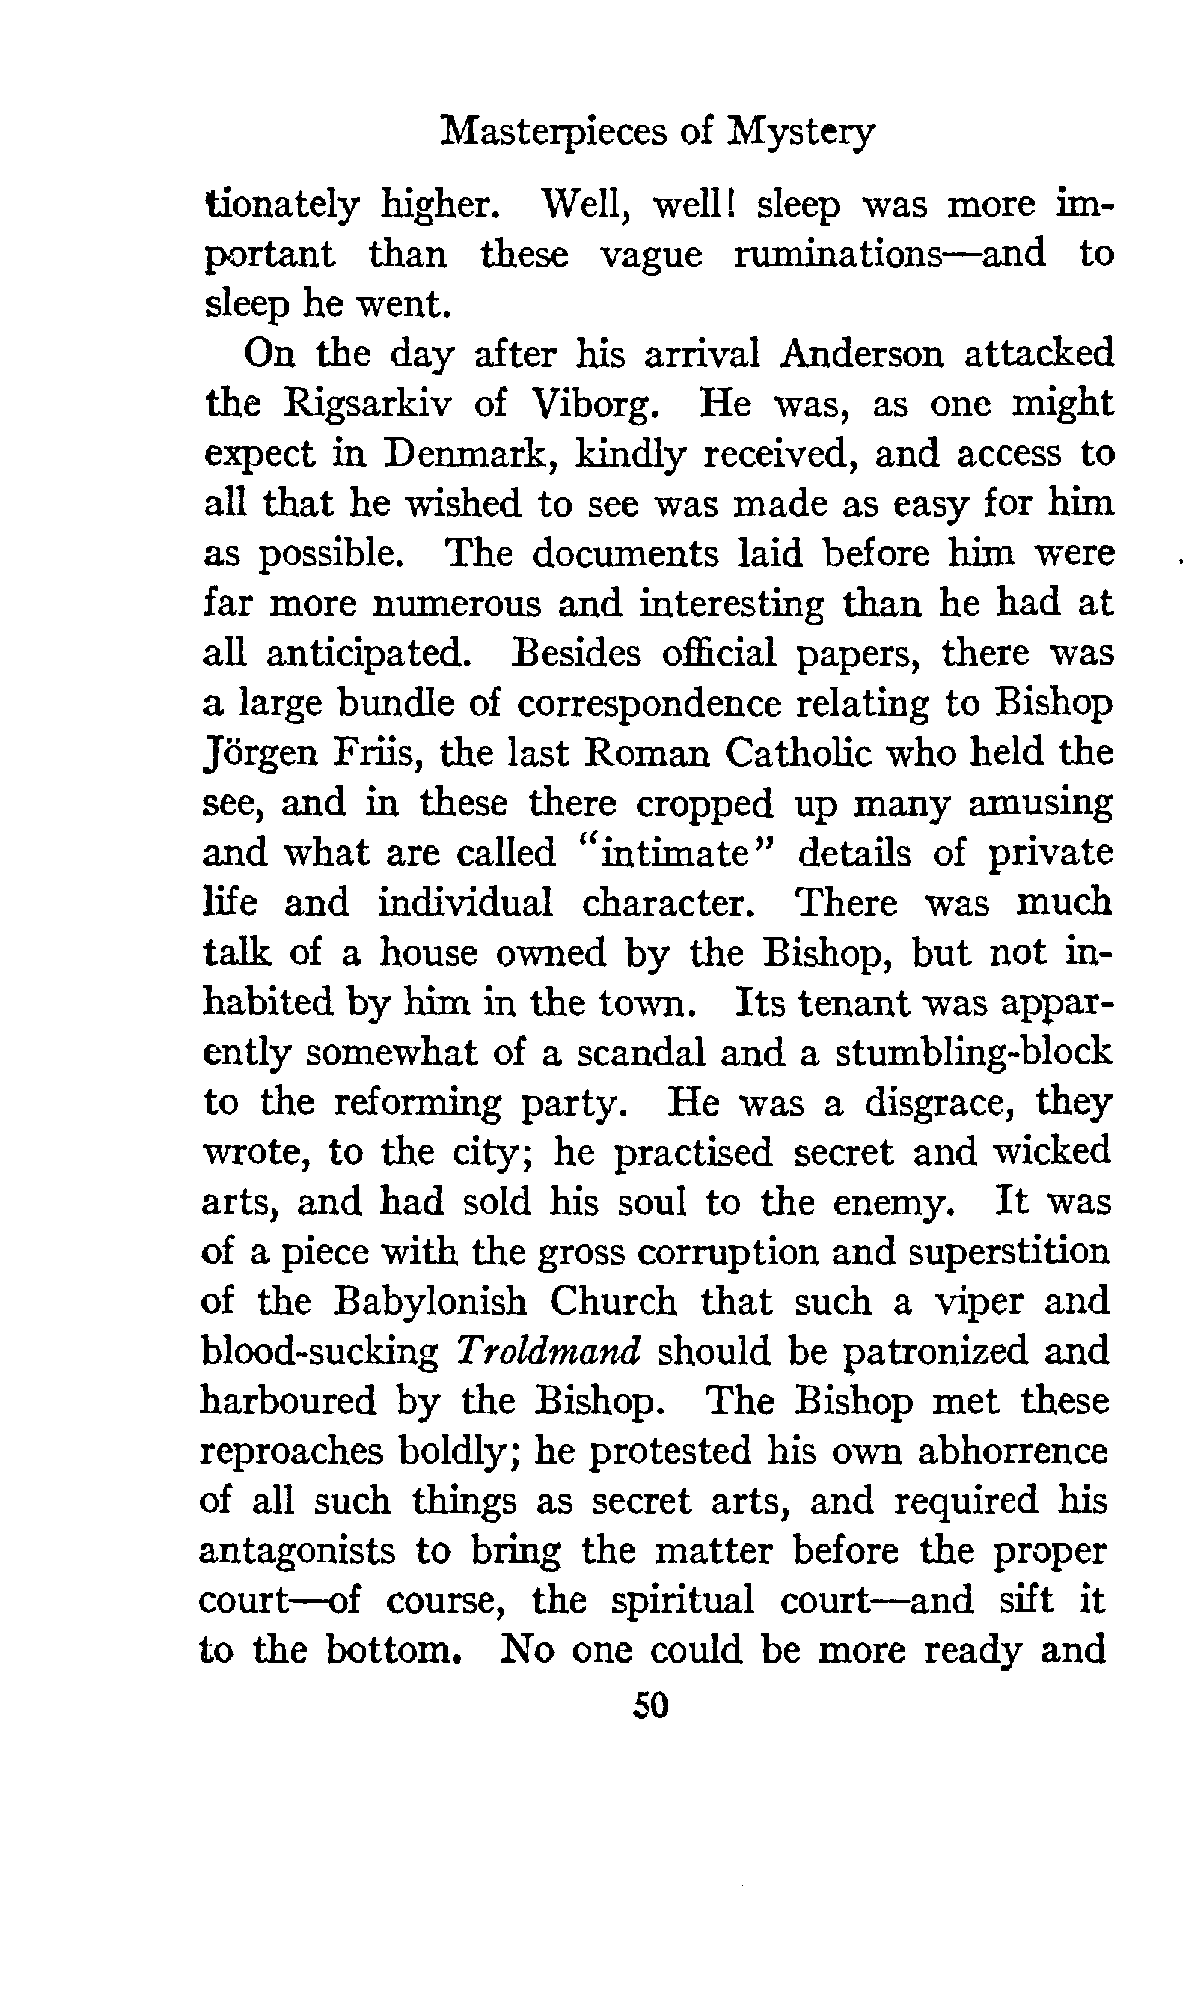 Masterpieces of Mystery
tionately higher. Well, well! sleep was more im-
portant than these vague ruminations—and to
sleep he went.
On the day after his arrival Anderson attacked
the Rigsarkiv of Viborg. He was, as one might
expect in Denmark, kindly received, and access to
all that he wished to see was made as easy for him
as possible. The documents laid before him were
far more numerous and interesting than he had at
all anticipated. Besides official papers, there was
a large bundle of correspondence relating to Bishop
Jörgen Friis, the last Roman Catholic who held the
see, and in these there cropped up many amusing
and what are called "intimate" details of private
life and individual character. There was much
talk of a house owned by the Bishop, but not in-
habited by him in the town. Its tenant was appar-
ently somewhat of a scandal and a stumbling-block
to the reforming party. He was a disgrace, they
wrote, to the city; he practised secret and wicked
arts, and had sold his soul to the enemy. It was
of a piece with the gross corruption and superstition
of the Babylonish Church that such a viper and
blood-sucking Troldmand should be patronized and
harboured by the Bishop. The Bishop met these
reproaches boldly; he protested his own abhorrence
of all such things as secret arts, and required his
antagonists to bring the matter before the proper
court—of course, the spiritual court—and sift it
to the bottom. No one could be more ready and
50